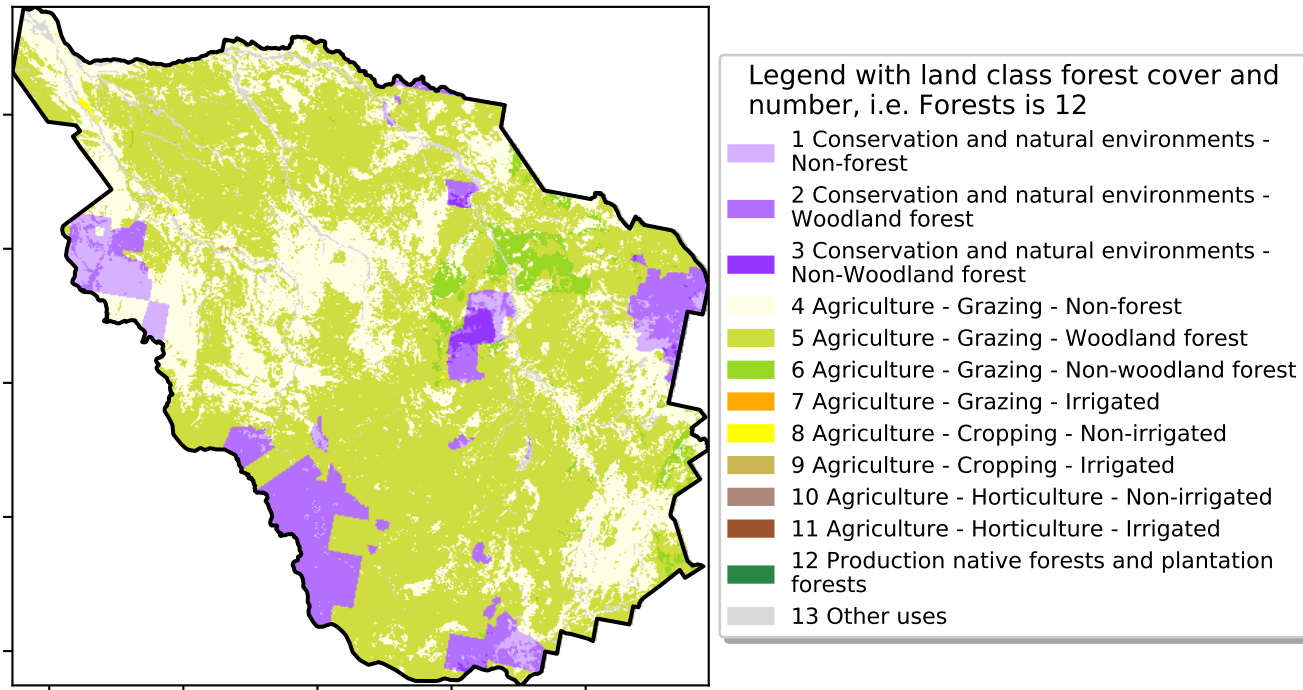 Legend with land class forest cover and
number, i.e. Forests is 12
1 Conservation and natural environments -
Non-forest
2 Conservation and natural environments -
Woodland forest
3 Conservation and natural environments -
Non-Woodland forest
4 Agriculture - Grazing - Non-forest
5 Agriculture - Grazing - Woodland forest
6 Agriculture - Grazing - Non-woodland forest
7 Agriculture - Grazing - Irrigated
8 Agriculture - Cropping - Non-irrigated
9 Agriculture - Cropping - Irrigated
10 Agriculture - Horticulture - Non-irrigated
11 Agriculture - Horticulture - Irrigated
12 Production native forests and plantation
forests
13 Other uses